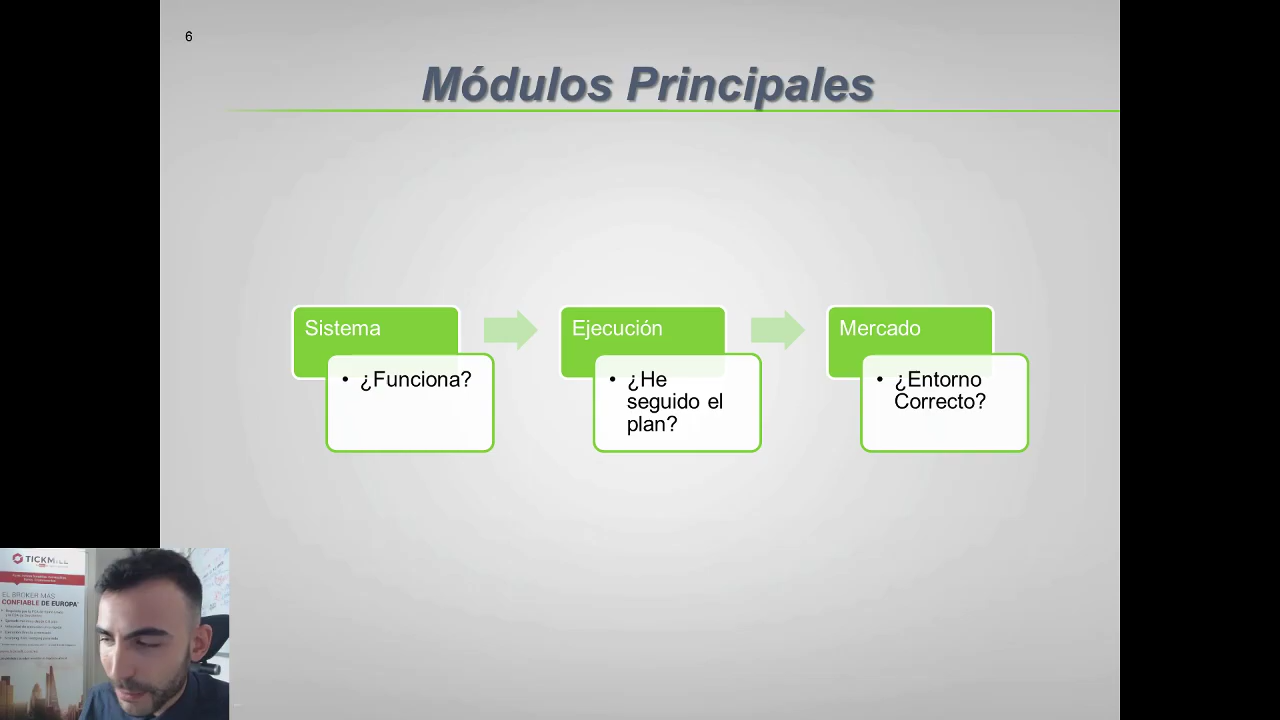 6
Módulos Principales
Sistema
• ¿Funciona?
Ejecución
• ¿He
seguido el
plan?
Mercado
• ¿Entorno
Correcto?
TICKMILL
EL BROKER MÁS
CONFIABLE DE EUROPA*